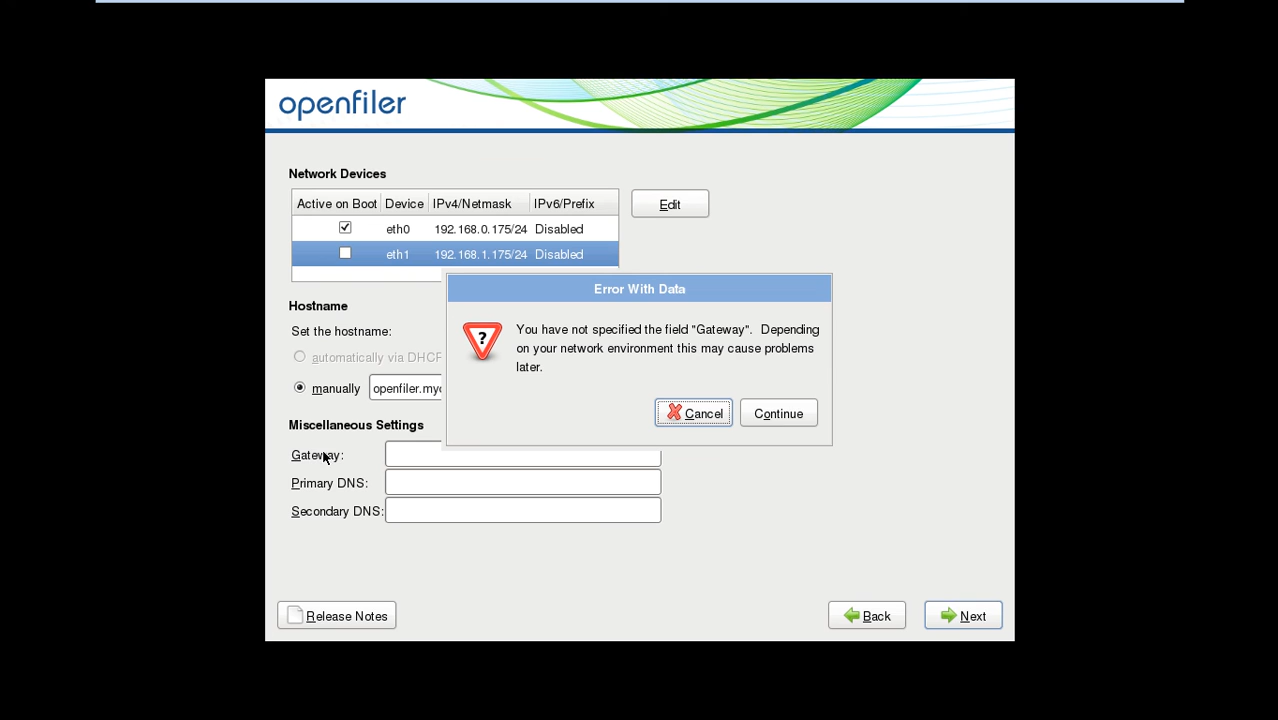 openfiler
Network Devices
Active on Boot Device IPv4/Netmask IPv6/Prefix
eth0 192.168.0.175/24 Disabled
eth1 192.168.1.175/24 Disabled
Edit
Error With Data
You have not specified the field "Gateway". Depending
on your network environment this may cause problems
later.
Cancel Continue
Hostname
Set the hostname:
automatically via DHCP
manually openfiler.my
Miscellaneous Settings
Gateway:
Primary DNS:
Secondary DNS:
Release Notes Back Next